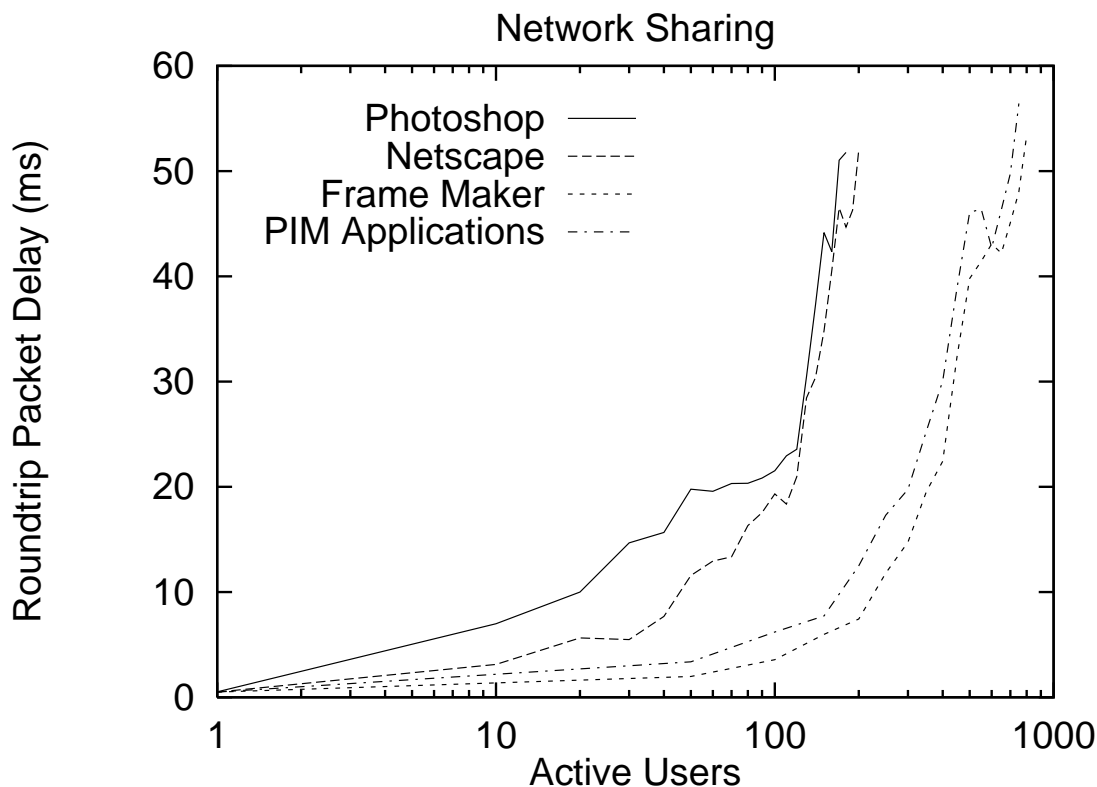 Network Sharing
Roundtrip Packet Delay (ms)
60
50
40
30
20
10
0
Photoshop
Netscape
Frame Maker
PIM Applications
1 10 100 1000
Active Users